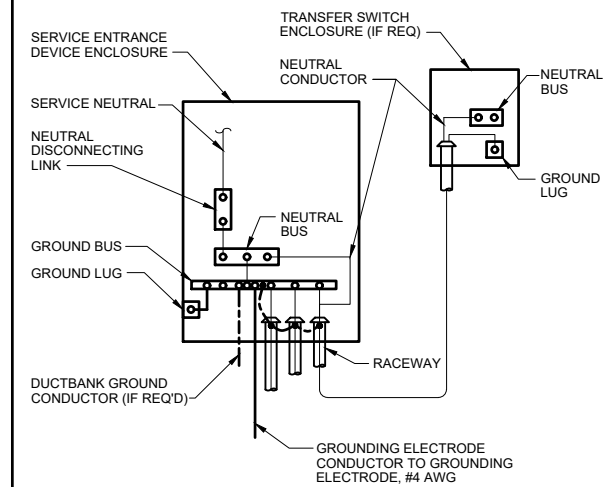 SERVICE ENTRANCE
DEVICE ENCLOSURE
SERVICE NEUTRAL
NEUTRAL
DISCONNECTING
LINK
GROUND BUS
GROUND LUG
DUCTBANK GROUND
CONDUCTOR (IF REQ'D)
NEUTRAL
BUS
RACEWAY
GROUNDING ELECTRODE
CONDUCTOR TO GROUNDING
ELECTRODE, #4 AWG
TRANSFER SWITCH
ENCLOSURE (IF REQ)
NEUTRAL
CONDUCTOR
NEUTRAL
BUS
GROUND
LUG